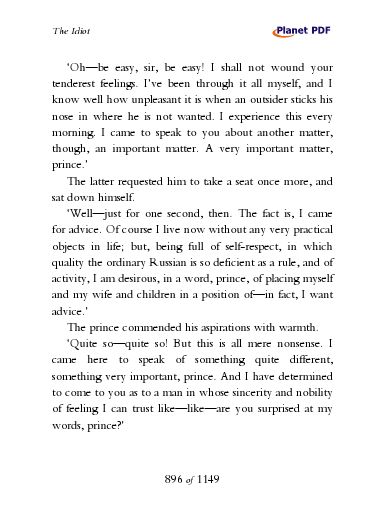 The Idiot
Planet PDF
‘Oh—be easy, sir, be easy! I shall not wound your
tenderest feelings. I’ve been through it all myself, and I
know well how unpleasant it is when an outsider sticks his
nose in where he is not wanted. I experience this every
morning. I came to speak to you about another matter,
though, an important matter. A very important matter,
prince.’
The latter requested him to take a seat once more, and
sat down himself.
‘Well—just for one second, then. The fact is, I came
for advice. Of course I live now without any very practical
objects in life; but, being full of self-respect, in which
quality the ordinary Russian is so deficient as a rule, and of
activity, I am desirous, in a word, prince, of placing myself
and my wife and children in a position of—in fact, I want
advice.’
The prince commended his aspirations with warmth.
‘Quite so—quite so! But this is all mere nonsense. I
came here to speak of something quite different,
something very important, prince. And I have determined
to come to you as to a man in whose sincerity and nobility
of feeling I can trust like—like—are you surprised at my
words, prince?’
896 of 1149